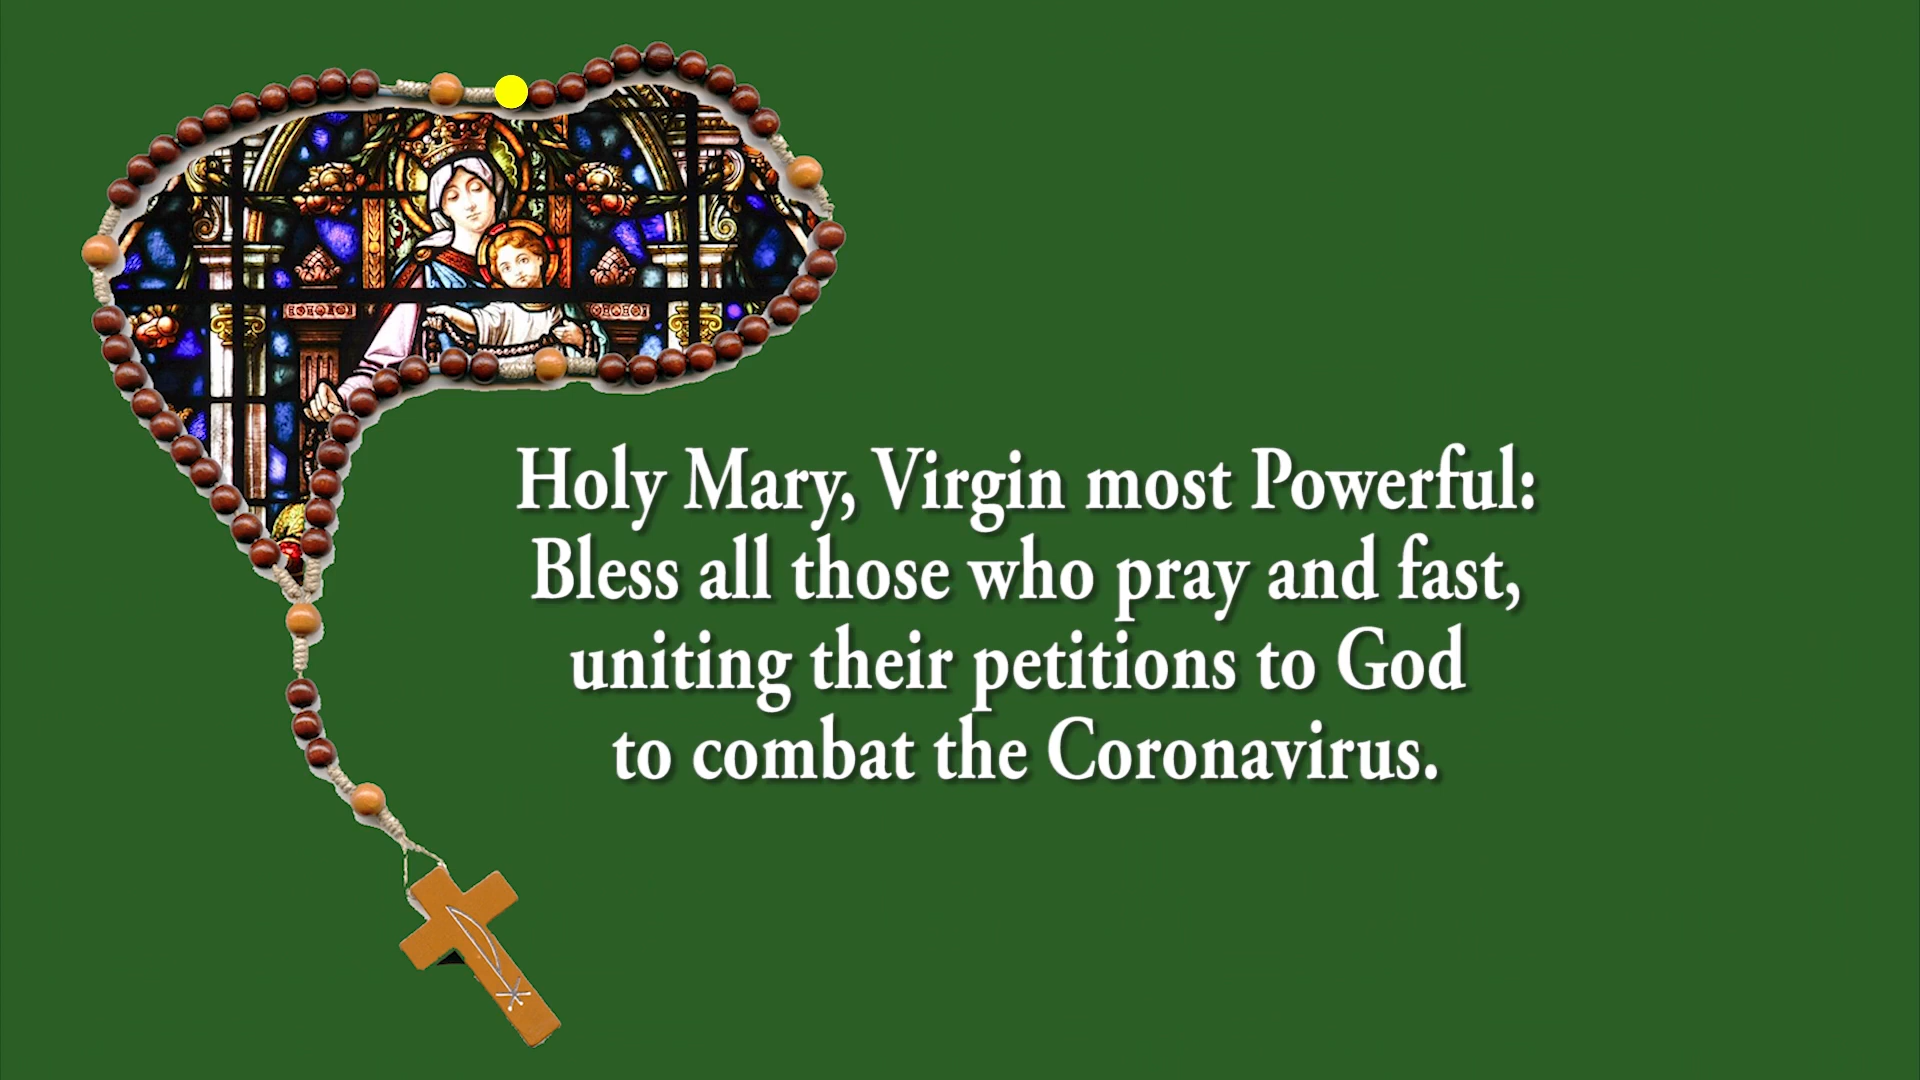 Holy Mary, Virgin most Powerful:
Bless all those who pray and fast,
uniting their petitions to God
to combat the Coronavirus.